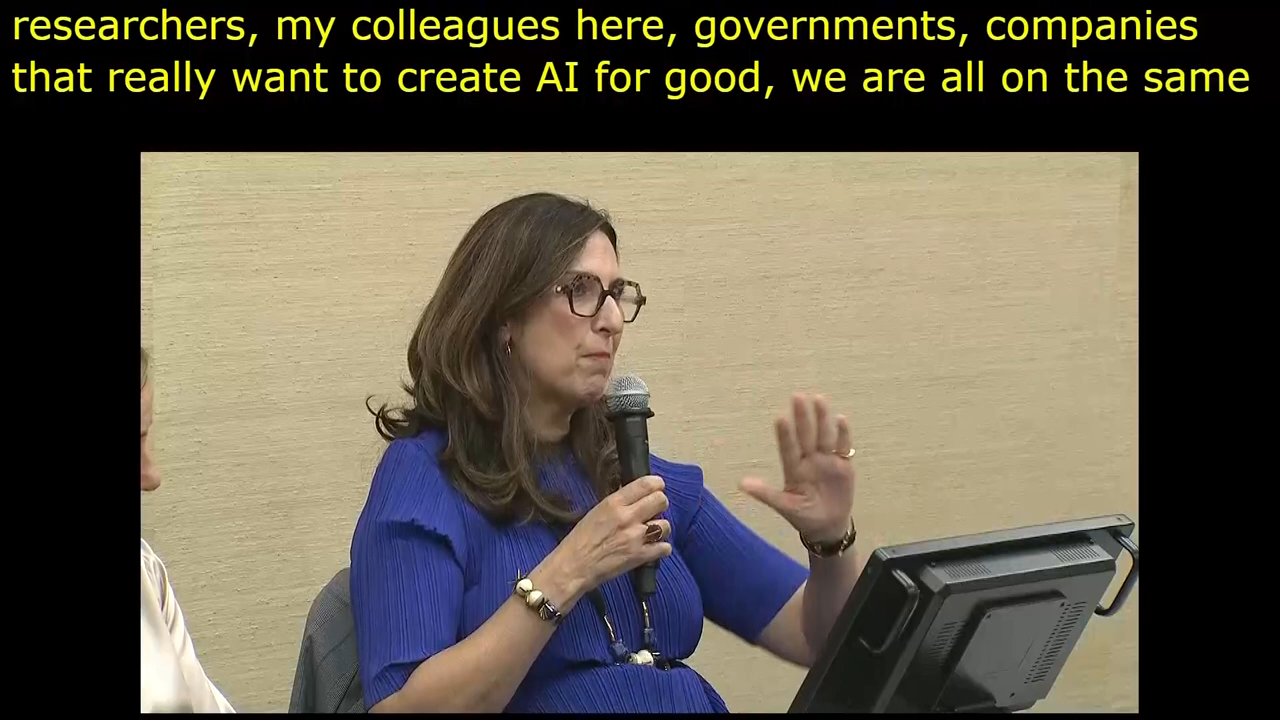 researchers, my colleagues here, governments, companies
that really want to create AI for good, we are all on the same